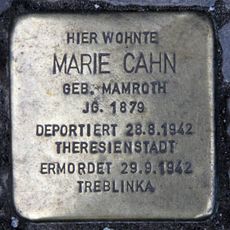 HIER WOHNTE
MARIE CAHN
GEB. MAMROTH
JG. 1879
DEPORTIERT 28.8.1942
THERESIENSTADT
ERMORDET 29.9.1942
TREBLINKA